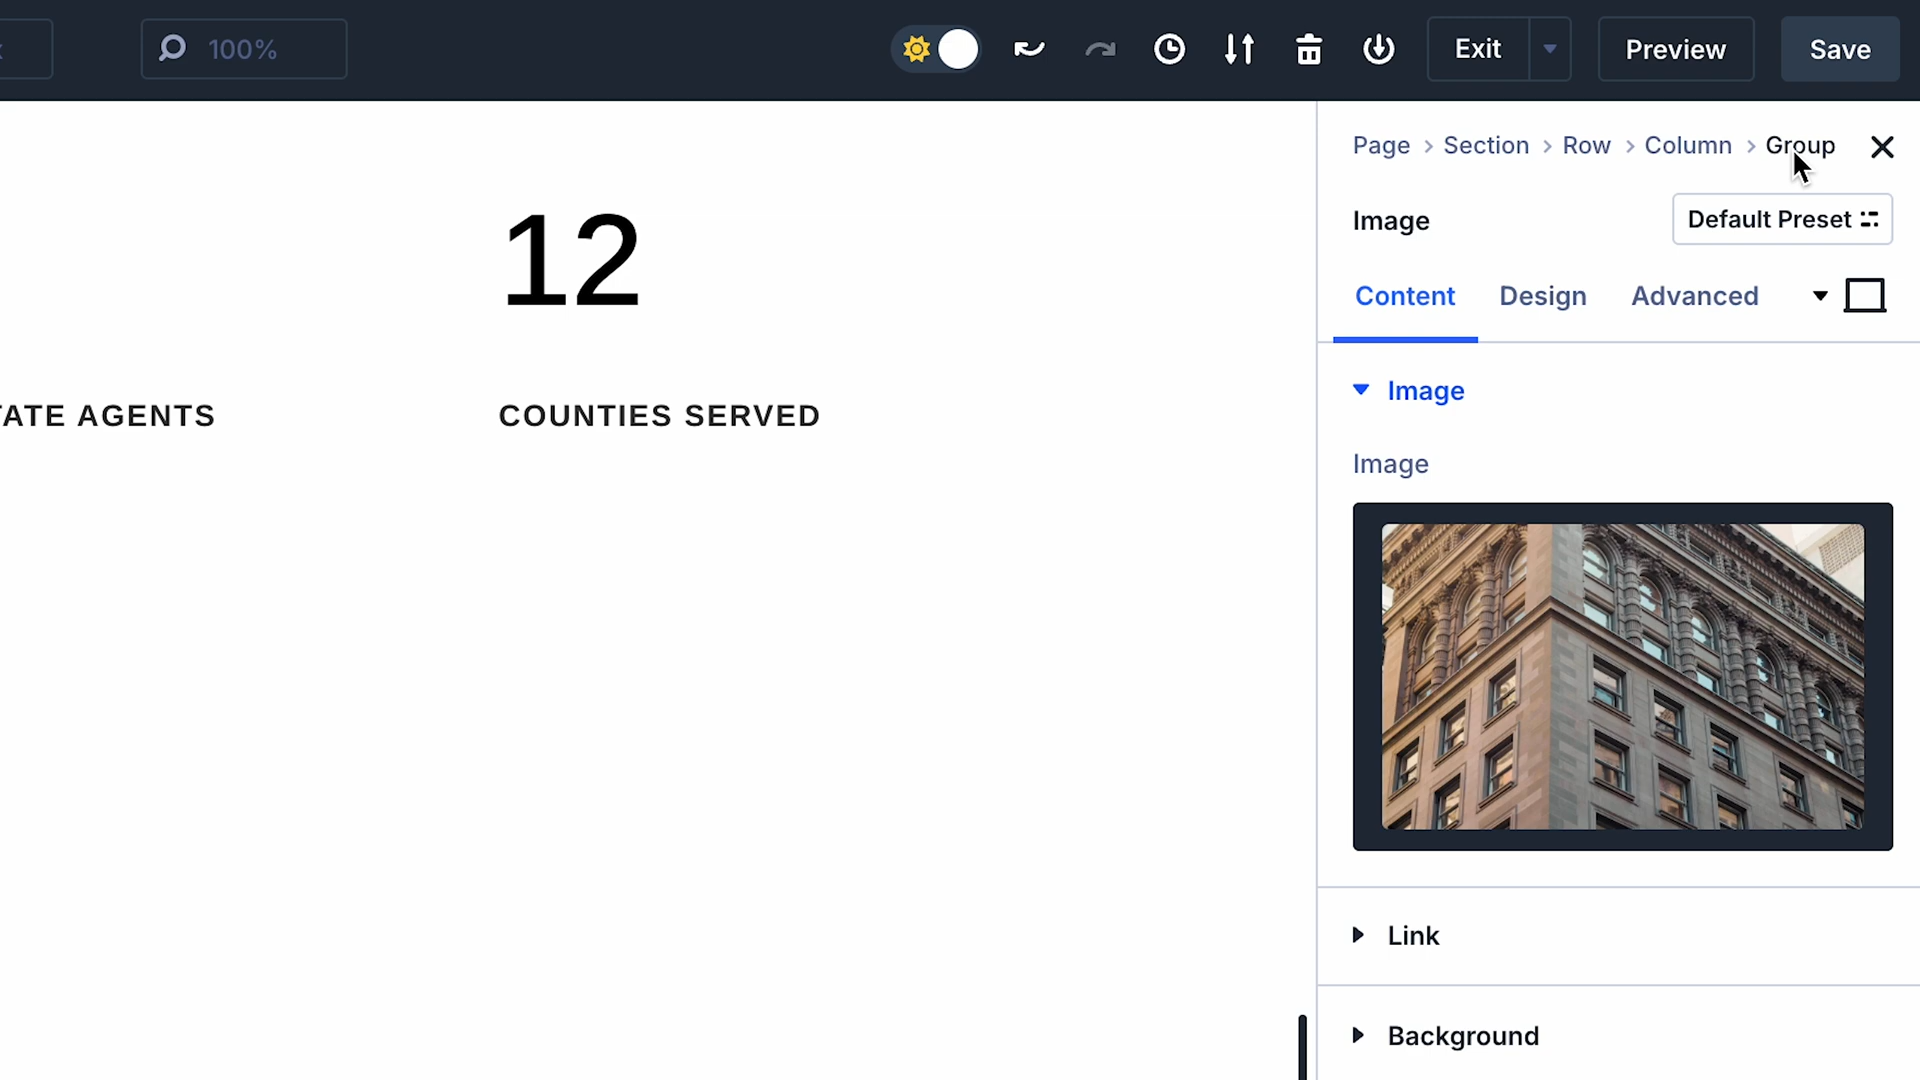 100%
Exit
Preview
Save
Page > Section > Row > Column > Group
Image
Default Preset
Content
Design
Advanced
Image
Image
12
TATE AGENTS
COUNTIES SERVED
Link
Background